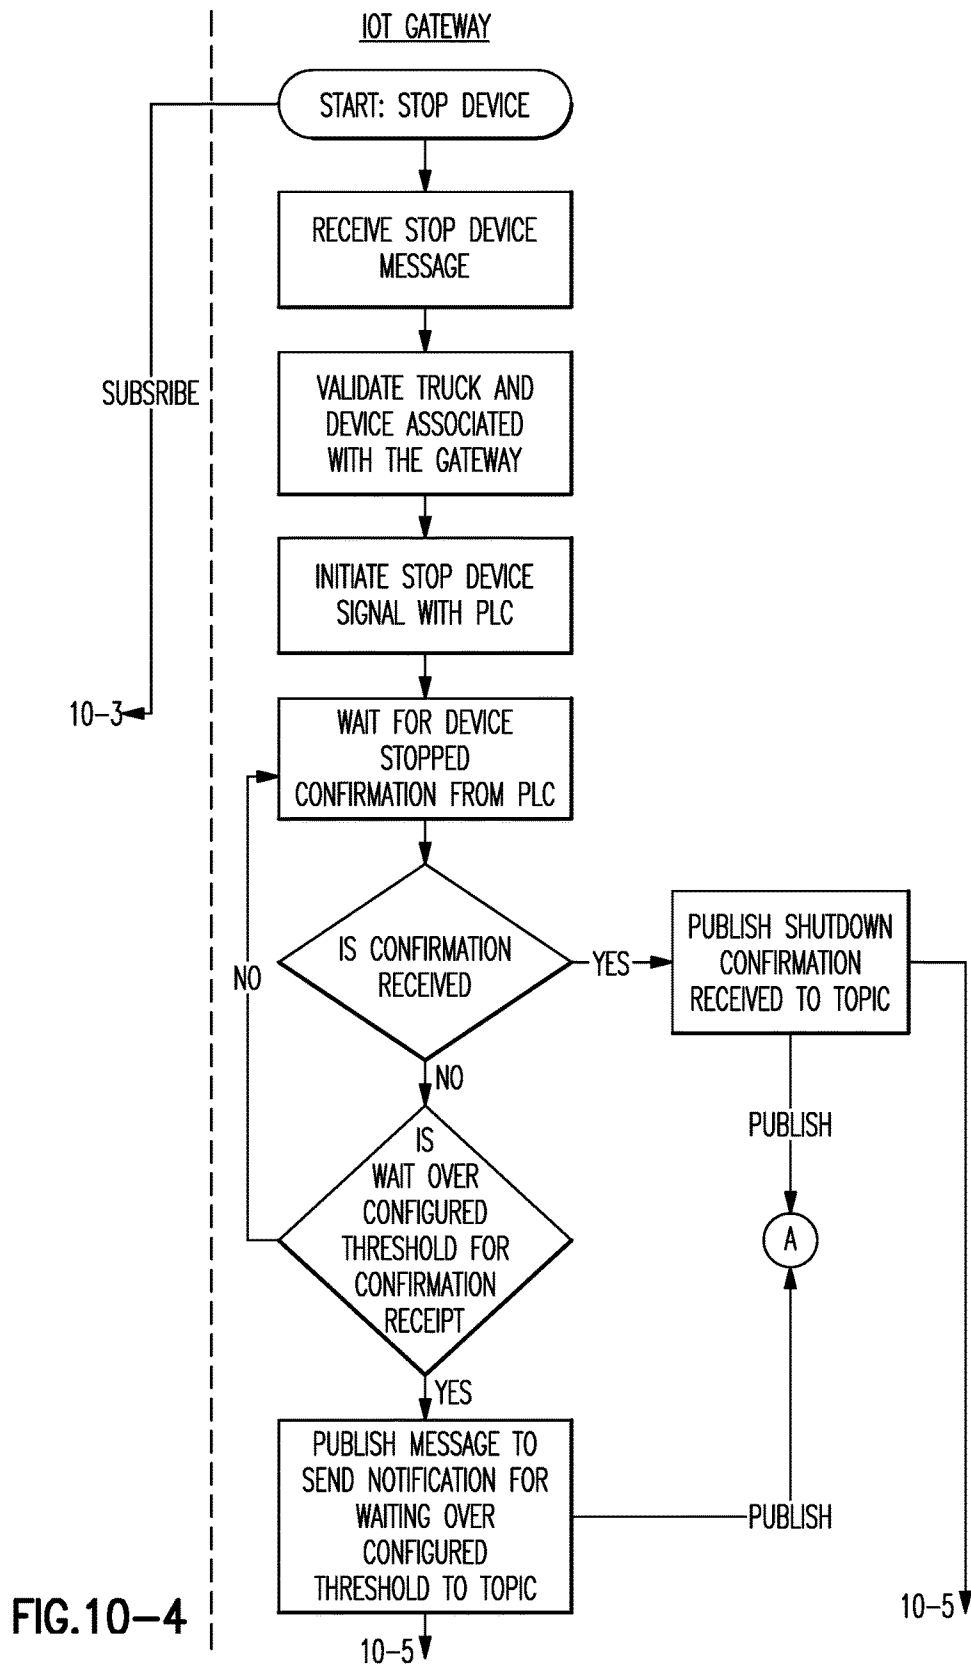 IOT GATEWAY
START: STOP DEVICE
RECEIVE STOP DEVICE
MESSAGE
SUBSRIBE
VALIDATE TRUCK AND
DEVICE ASSOCIATED
WITH THE GATEWAY
INITIATE STOP DEVICE
SIGNAL WITH PLC
10-3
WAIT FOR DEVICE
STOPPED
CONFIRMATION FROM PLC
IS CONFIRMATION
RECEIVED
YES
PUBLISH SHUTDOWN
CONFIRMATION
RECEIVED TO TOPIC
NO
NO
PUBLISH
IS
WAIT OVER
CONFIGURED
THRESHOLD FOR
CONFIRMATION
RECEIPT
A
YES
PUBLISH MESSAGE TO
SEND NOTIFICATION FOR
WAITING OVER
CONFIGURED
THRESHOLD TO TOPIC
PUBLISH
10-5
10-5
FIG.10-4